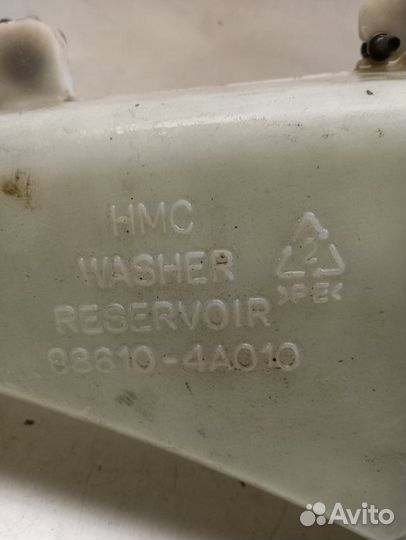 HMC
2
WASHER
>PE<
RESERVOIR
98610-4A010
Avito